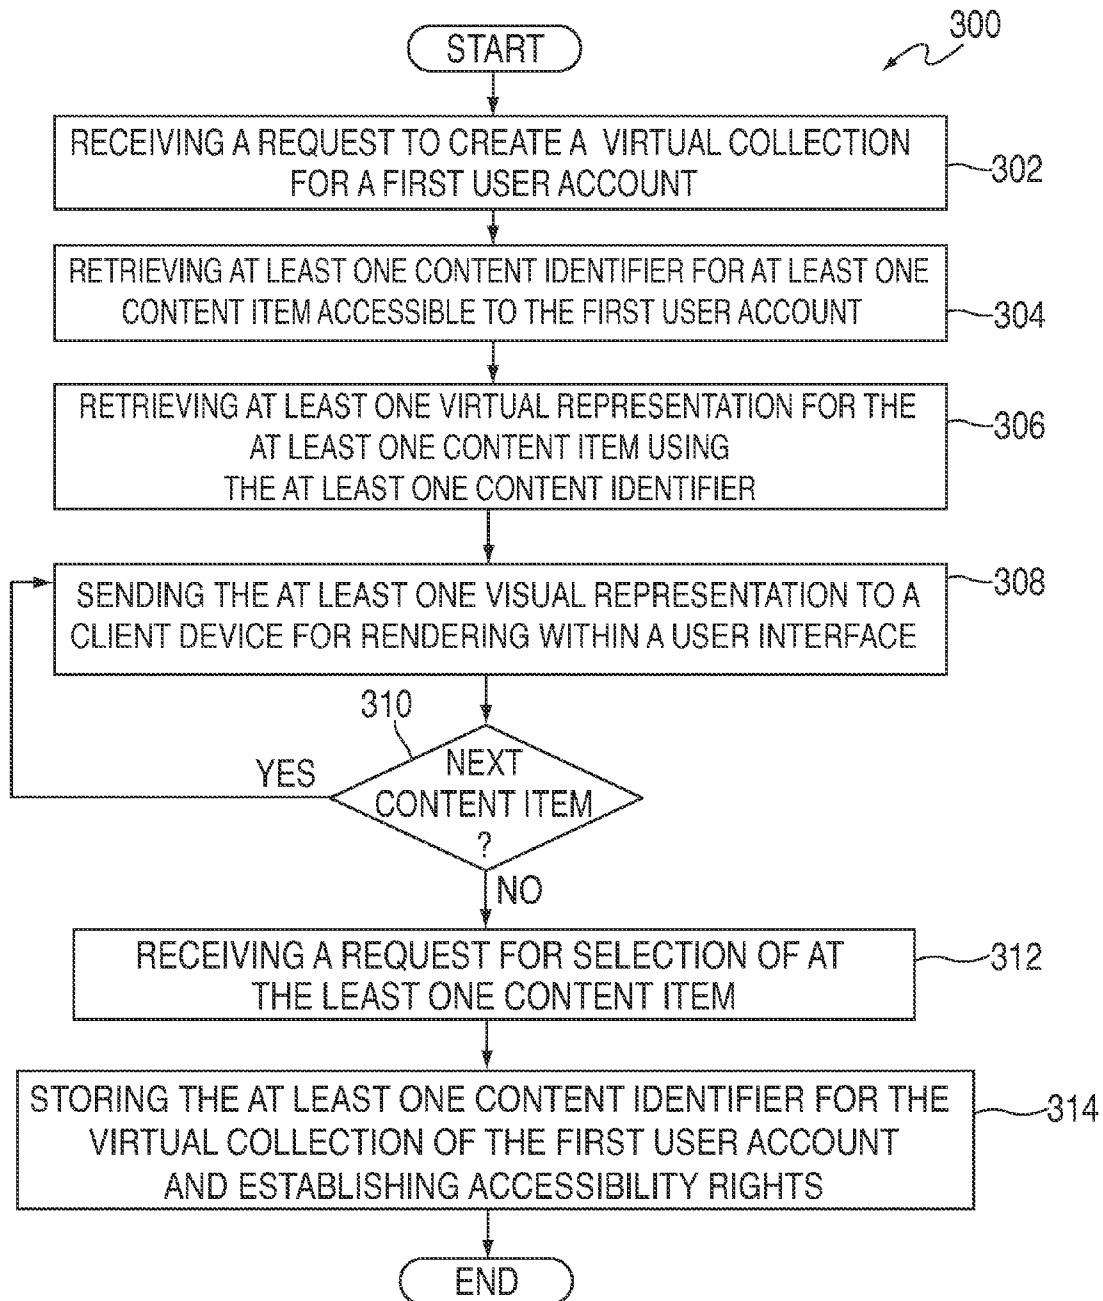 300
START
RECEIVING A REQUEST TO CREATE A VIRTUAL COLLECTION
FOR A FIRST USER ACCOUNT
302
RETRIEVING AT LEAST ONE CONTENT IDENTIFIER FOR AT LEAST ONE
CONTENT ITEM ACCESSIBLE TO THE FIRST USER ACCOUNT
304
RETRIEVING AT LEAST ONE VIRTUAL REPRESENTATION FOR THE
AT LEAST ONE CONTENT ITEM USING
THE AT LEAST ONE CONTENT IDENTIFIER
306
SENDING THE AT LEAST ONE VISUAL REPRESENTATION TO A
CLIENT DEVICE FOR RENDERING WITHIN A USER INTERFACE
308
310
NEXT
CONTENT ITEM
?
YES
NO
RECEIVING A REQUEST FOR SELECTION OF AT
THE LEAST ONE CONTENT ITEM
312
STORING THE AT LEAST ONE CONTENT IDENTIFIER FOR THE
VIRTUAL COLLECTION OF THE FIRST USER ACCOUNT
AND ESTABLISHING ACCESSIBILITY RIGHTS
314
END